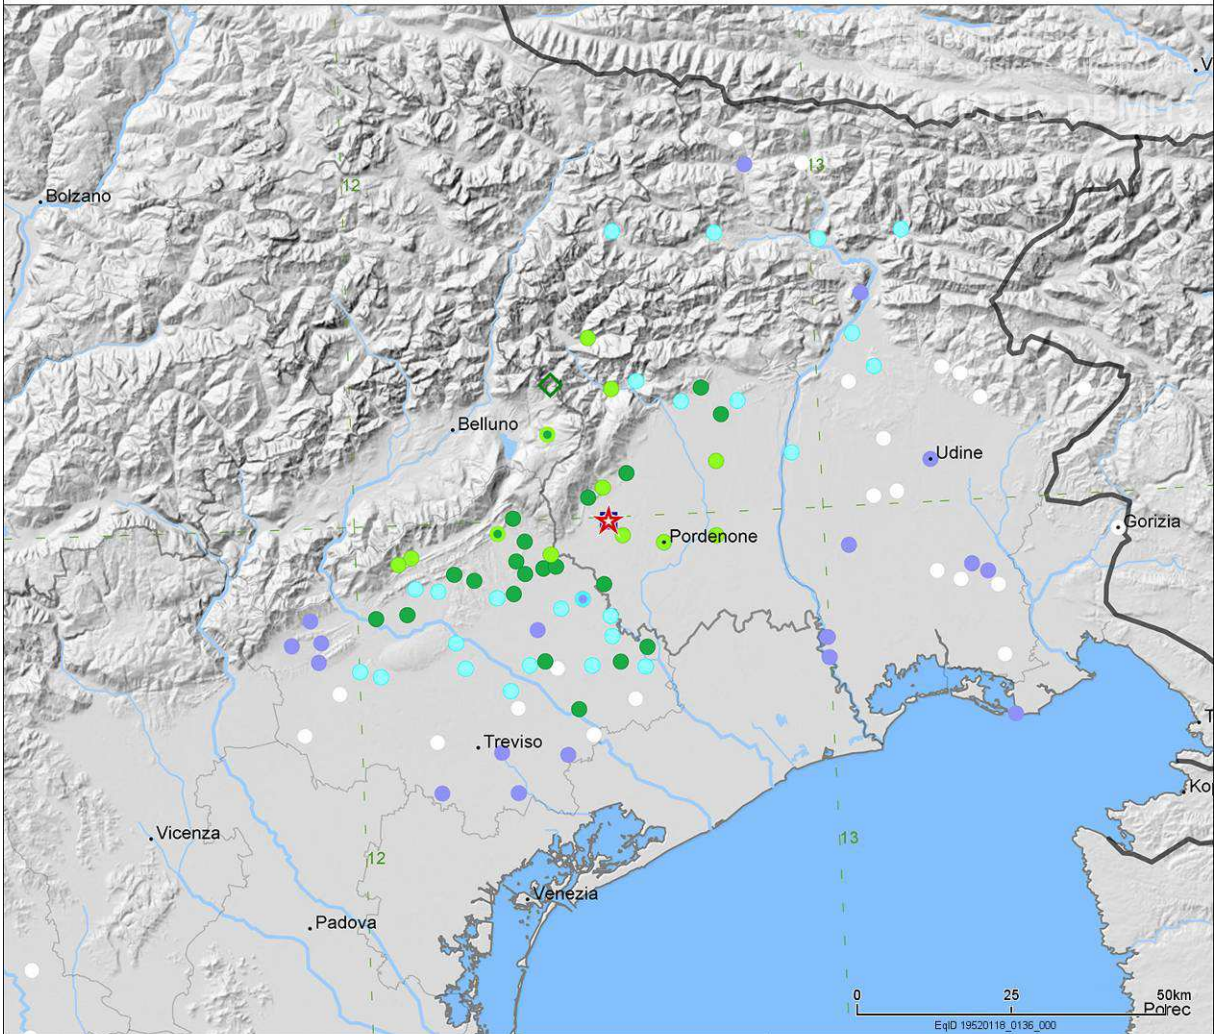 V
13
12
Bolzano
Belluno
Udine
Gorizia
Pordenone
Treviso
T
Kop
Vicenza
13
12
Venezia
Padova
0 25 50km
Porec
EqID 19520118_0136_000